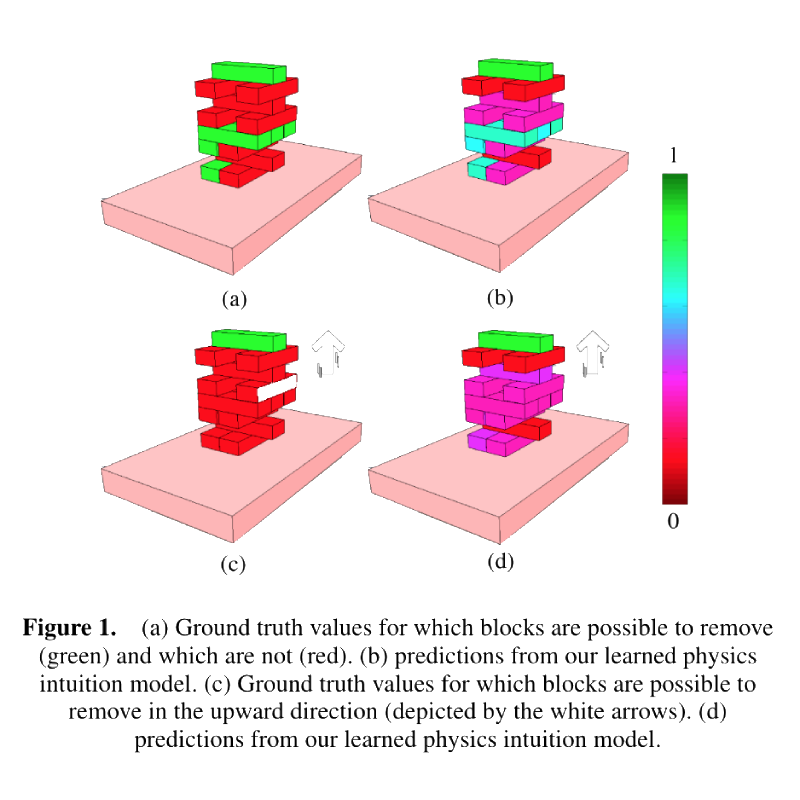 (a)
(b)
1
0
(c)
(d)
Figure 1. (a) Ground truth values for which blocks are possible to remove
(green) and which are not (red). (b) predictions from our learned physics
intuition model. (c) Ground truth values for which blocks are possible to
remove in the upward direction (depicted by the white arrows). (d)
predictions from our learned physics intuition model.